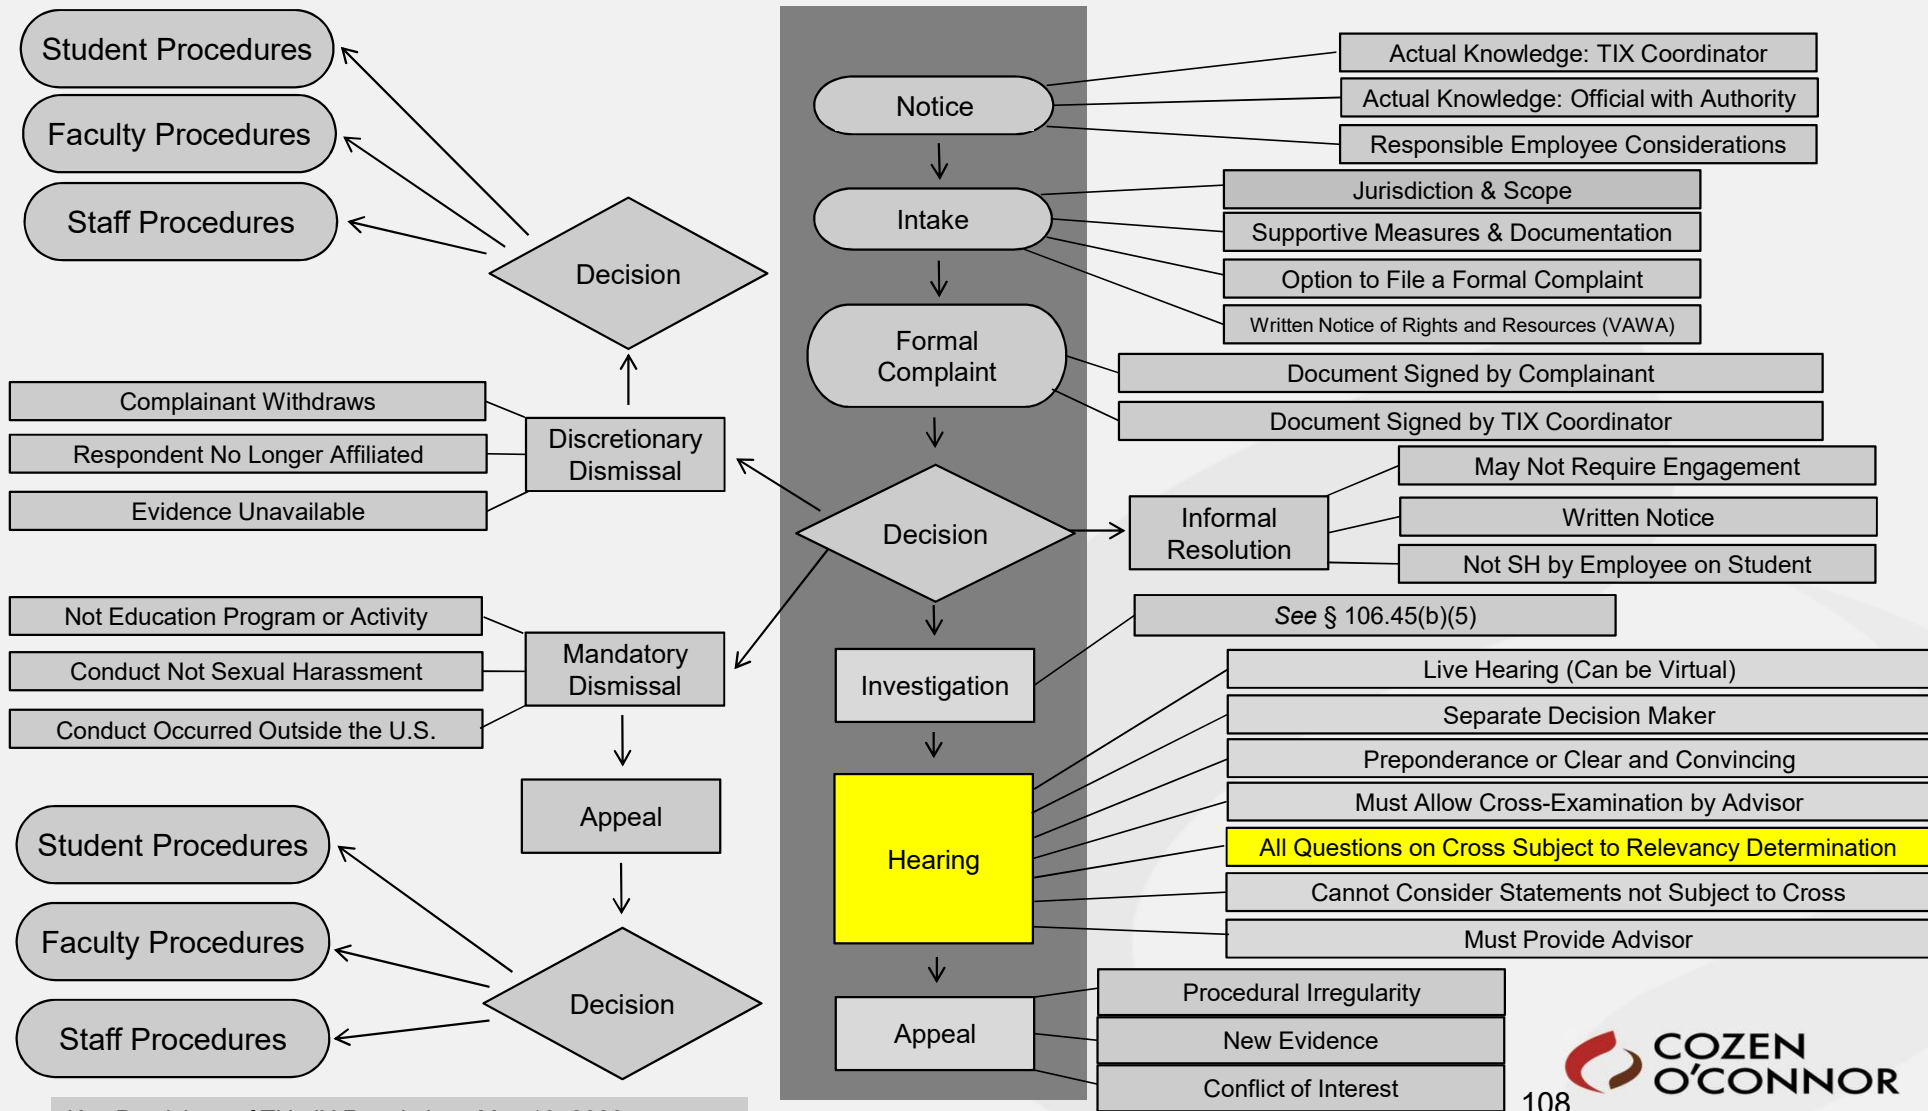 Student Procedures
Faculty Procedures
Staff Procedures
Decision
Complainant Withdraws
Respondent No Longer Affiliated
Evidence Unavailable
Discretionary
Dismissal
Not Education Program or Activity
Conduct Not Sexual Harassment
Conduct Occurred Outside the U.S.
Mandatory
Dismissal
Appeal
Student Procedures
Faculty Procedures
Staff Procedures
Decision
Notice
Actual Knowledge: TIX Coordinator
Actual Knowledge: Official with Authority
Responsible Employee Considerations
Intake
Jurisdiction & Scope
Supportive Measures & Documentation
Option to File a Formal Complaint
Written Notice of Rights and Resources (VAWA)
Formal
Complaint
Document Signed by Complainant
Document Signed by TIX Coordinator
Decision
Informal
Resolution
May Not Require Engagement
Written Notice
Not SH by Employee on Student
Investigation
See § 106.45(b)(5)
Hearing
Live Hearing (Can be Virtual)
Separate Decision Maker
Preponderance or Clear and Convincing
Must Allow Cross-Examination by Advisor
All Questions on Cross Subject to Relevancy Determination
Cannot Consider Statements not Subject to Cross
Must Provide Advisor
Appeal
Procedural Irregularity
New Evidence
Conflict of Interest
COZEN
O'CONNOR
108